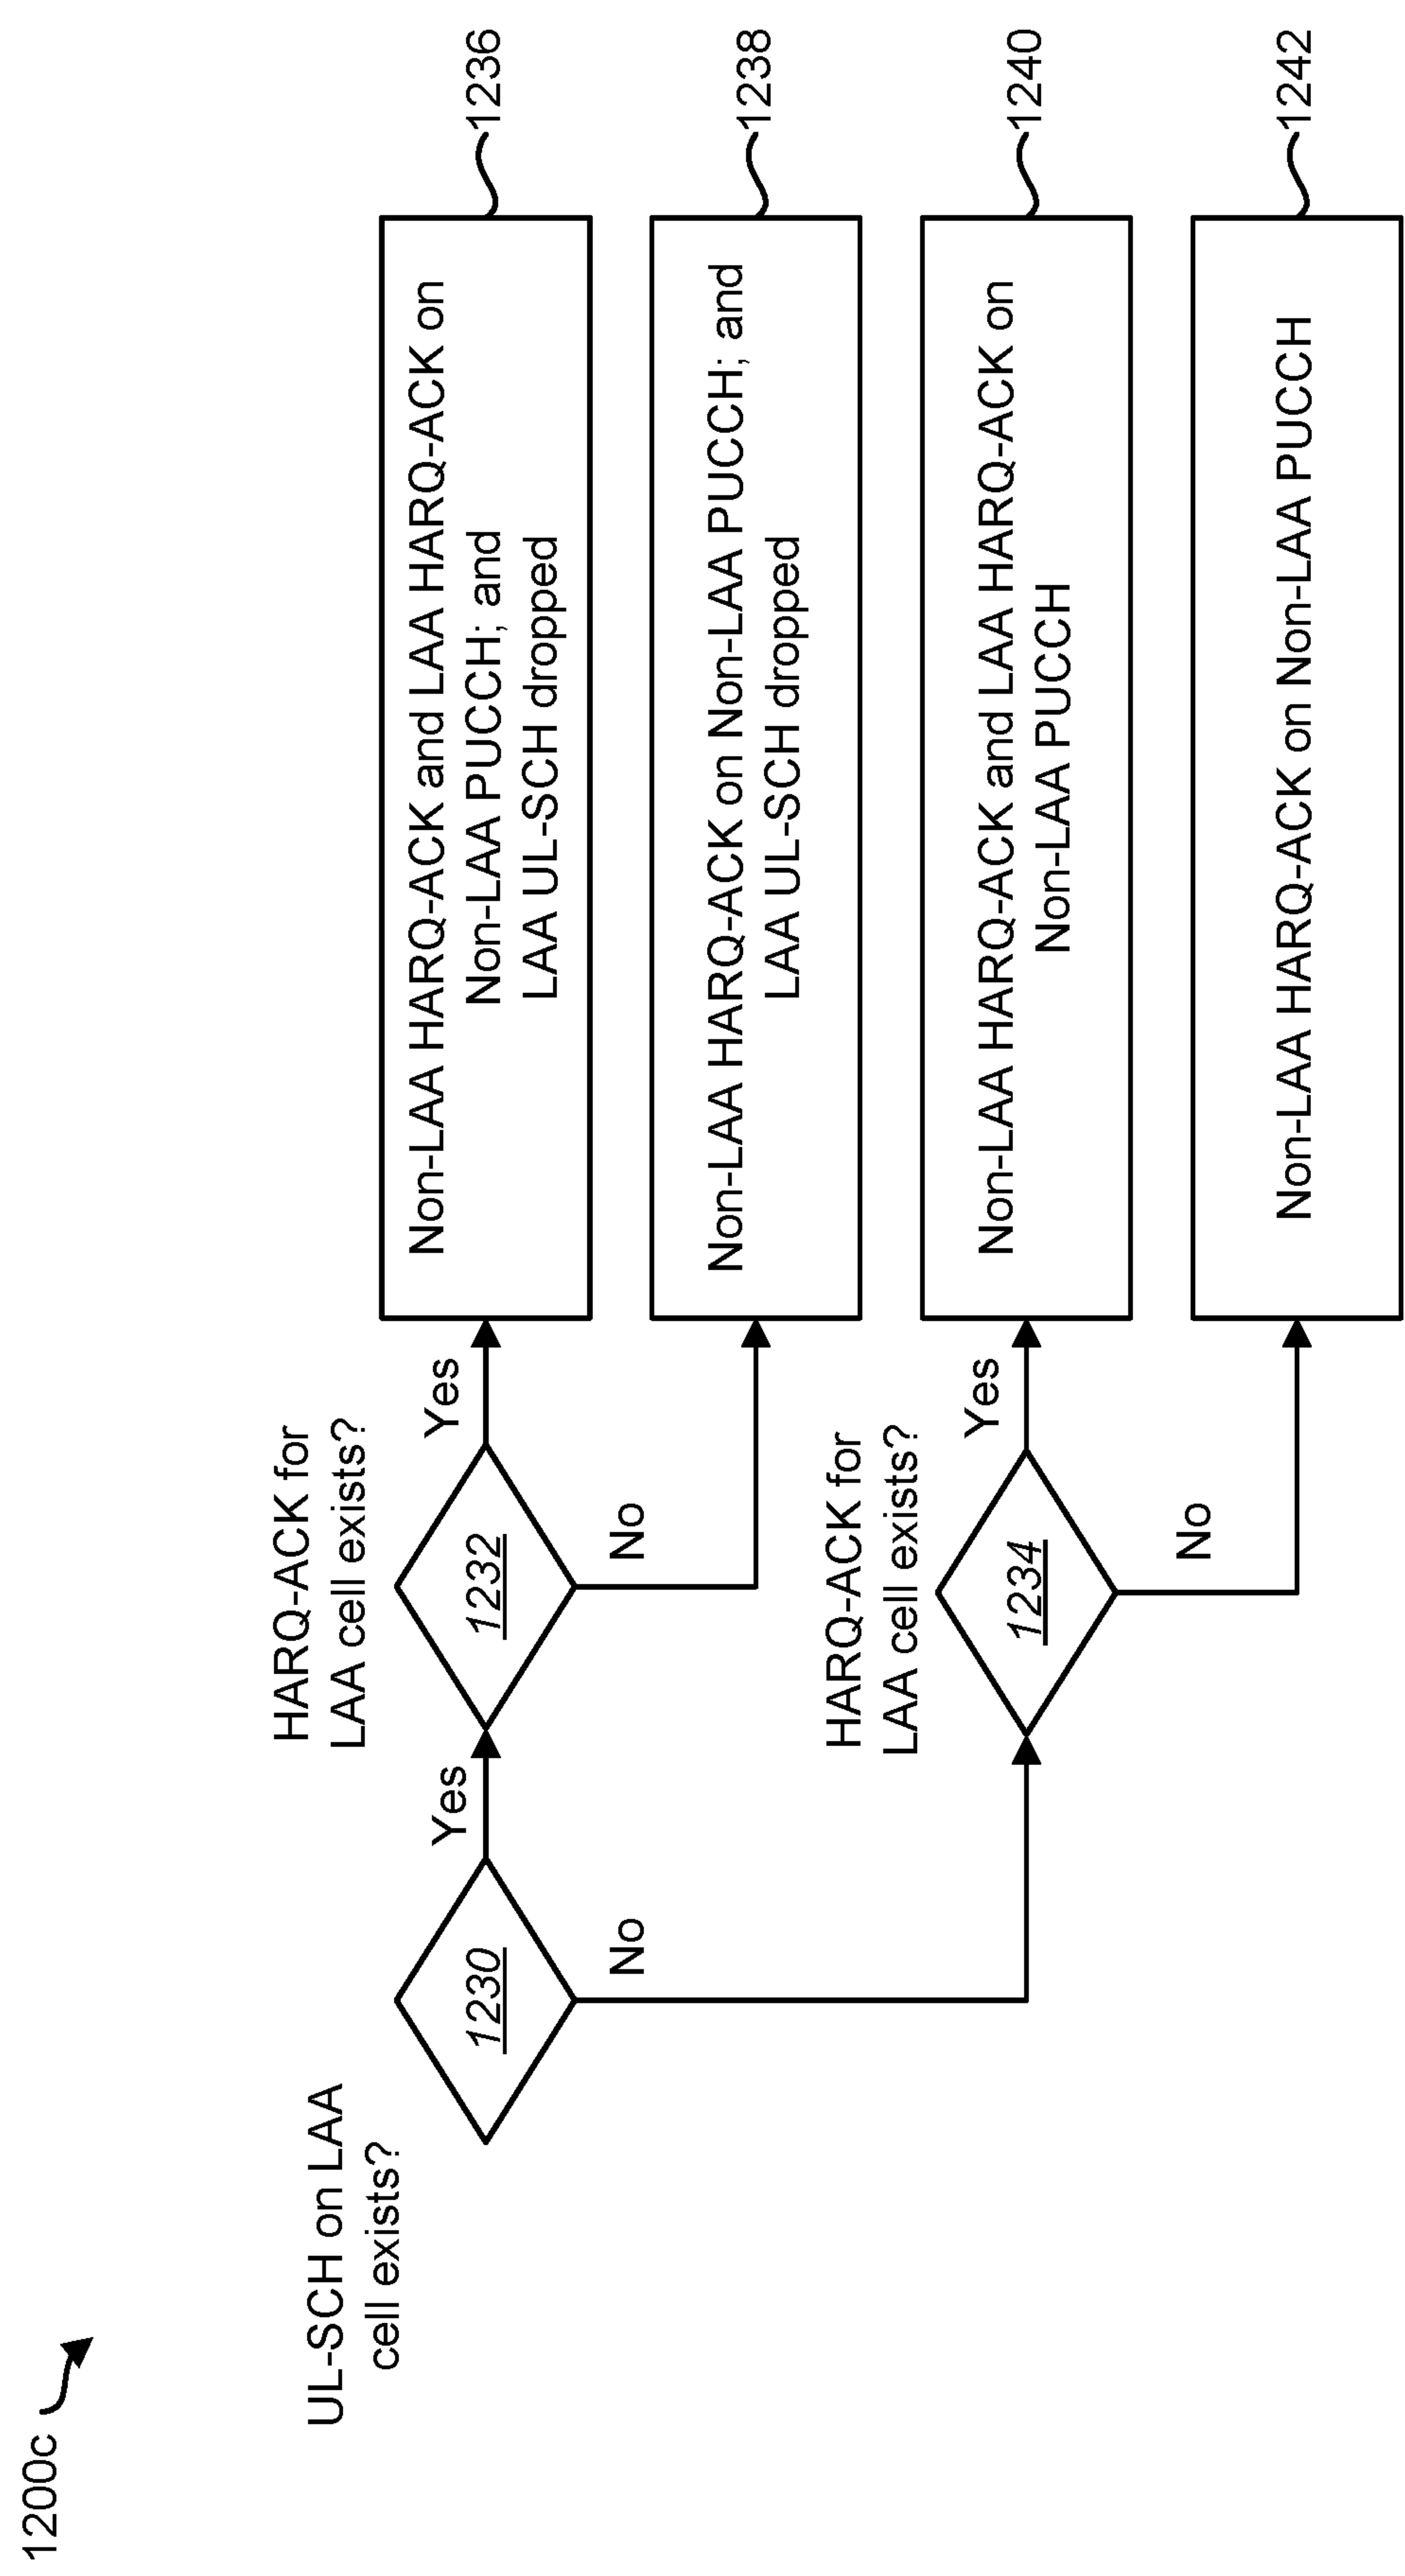 1200c
UL-SCH on LAA
cell exists?
1230
Yes
No
HARQ-ACK for
LAA cell exists?
1232
Yes
No
Non-LAA HARQ-ACK and LAA HARQ-ACK on
Non-LAA PUCCH; and
LAA UL-SCH dropped
1236
Non-LAA HARQ-ACK on Non-LAA PUCCH; and
LAA UL-SCH dropped
1238
HARQ-ACK for
LAA cell exists?
1234
Yes
No
Non-LAA HARQ-ACK and LAA HARQ-ACK on
Non-LAA PUCCH
1240
Non-LAA HARQ-ACK on Non-LAA PUCCH
1242